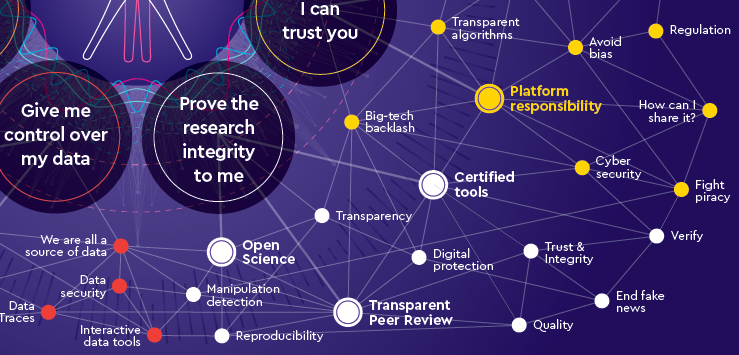 I can
trust you
Give me
control over
my data
Prove the
research
integrity
to me
Transparent
algorithms
Avoid
bias
Regulation
Platform
responsibility
How can I
share it?
Big-tech
backlash
Certified
tools
Cyber
security
Fight
piracy
Transparency
Verify
We are all a
source of data
Open
Science
Digital
protection
Trust &
Integrity
Data
security
Manipulation
detection
End fake
news
Data
Traces
Transparent
Peer Review
Interactive
data tools
Reproducibility
Quality